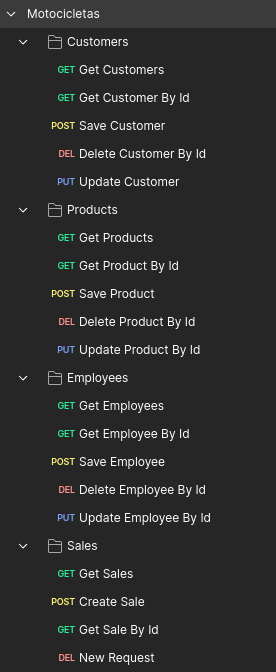 Motocicletas
Customers
GET Get Customers
GET Get Customer By Id
POST Save Customer
DEL Delete Customer By Id
PUT Update Customer
Products
GET Get Products
GET Get Product By Id
POST Save Product
DEL Delete Product By Id
PUT Update Product By Id
Employees
GET Get Employees
GET Get Employee By Id
POST Save Employee
DEL Delete Employee By Id
PUT Update Employee By Id
Sales
GET Get Sales
POST Create Sale
GET Get Sale By Id
DEL New Request